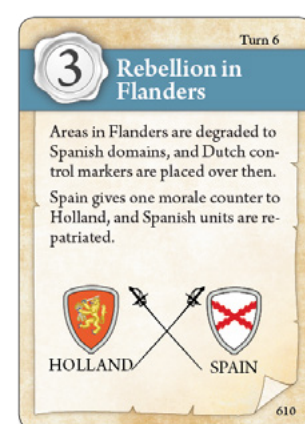 Turn 6
3
Rebellion in
Flanders
Areas in Flanders are degraded to
Spanish domains, and Dutch con-
trol markers are placed over then.
Spain gives one morale counter to
Holland, and Spanish units are re-
patriated.
HOLLAND
SPAIN
610